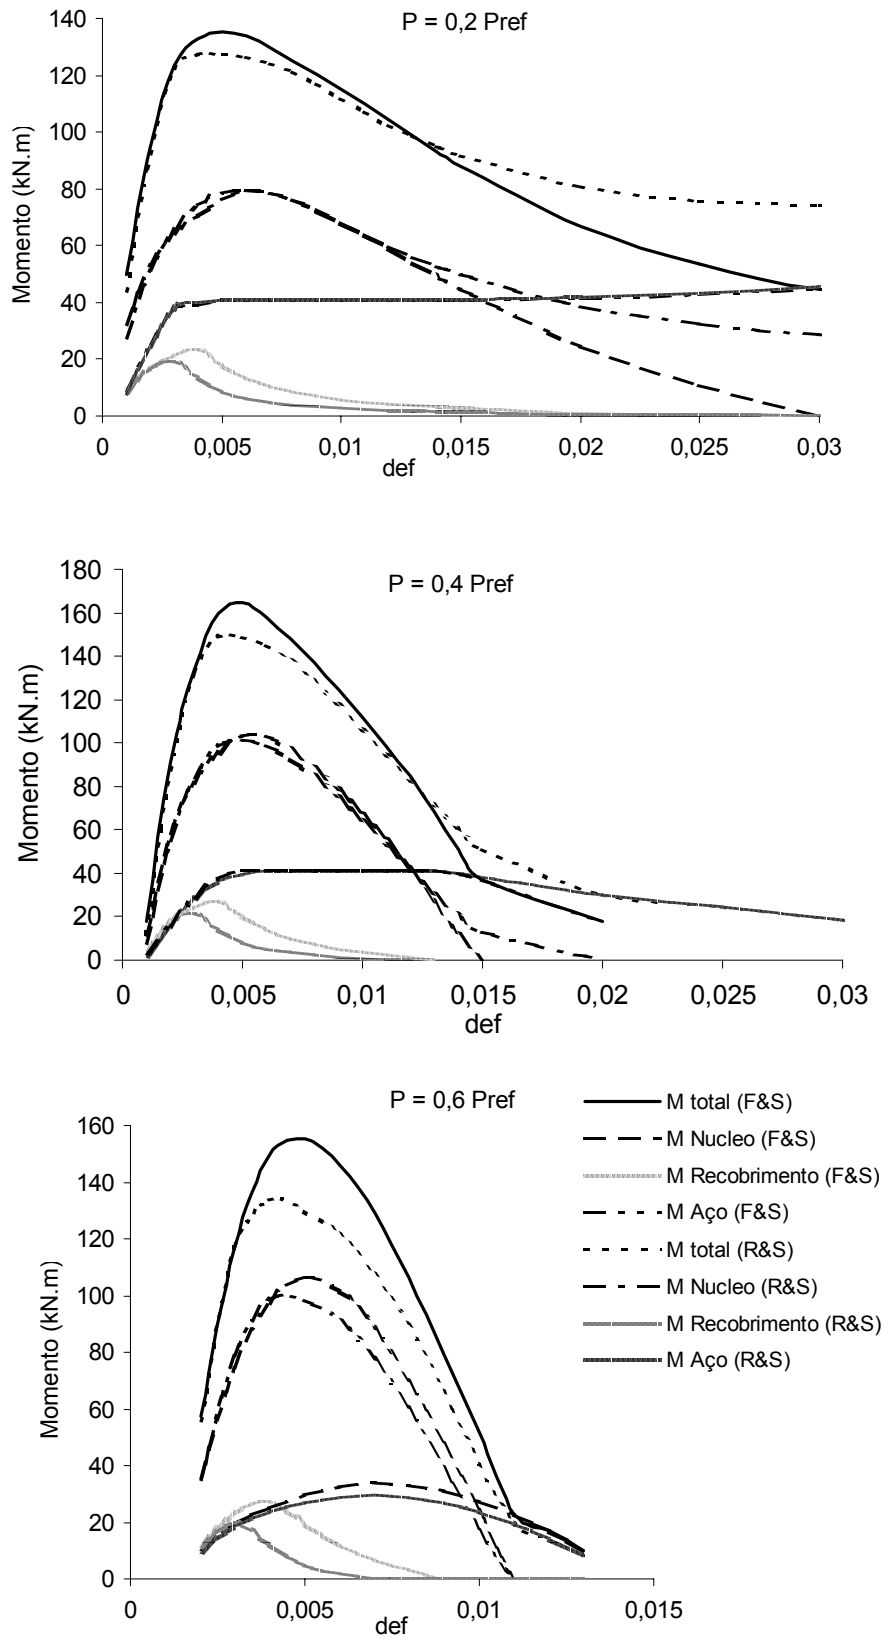 P = 0,2 Pref
Momento (kN.m)
140
120
100
80
60
40
20
0
0 0,005 0,01 0,015 0,02 0,025 0,03
def
P = 0,4 Pref
Momento (kN.m)
180
160
140
120
100
80
60
40
20
0
0 0,005 0,01 0,015 0,02 0,025 0,03
def
P = 0,6 Pref
Momento (kN.m)
160
140
120
100
80
60
40
20
0
0 0,005 0,01 0,015
def
M total (F&S)
M Nucleo (F&S)
M Recobrimento (F&S)
M Aço (F&S)
M total (R&S)
M Nucleo (R&S)
M Recobrimento (R&S)
M Aço (R&S)